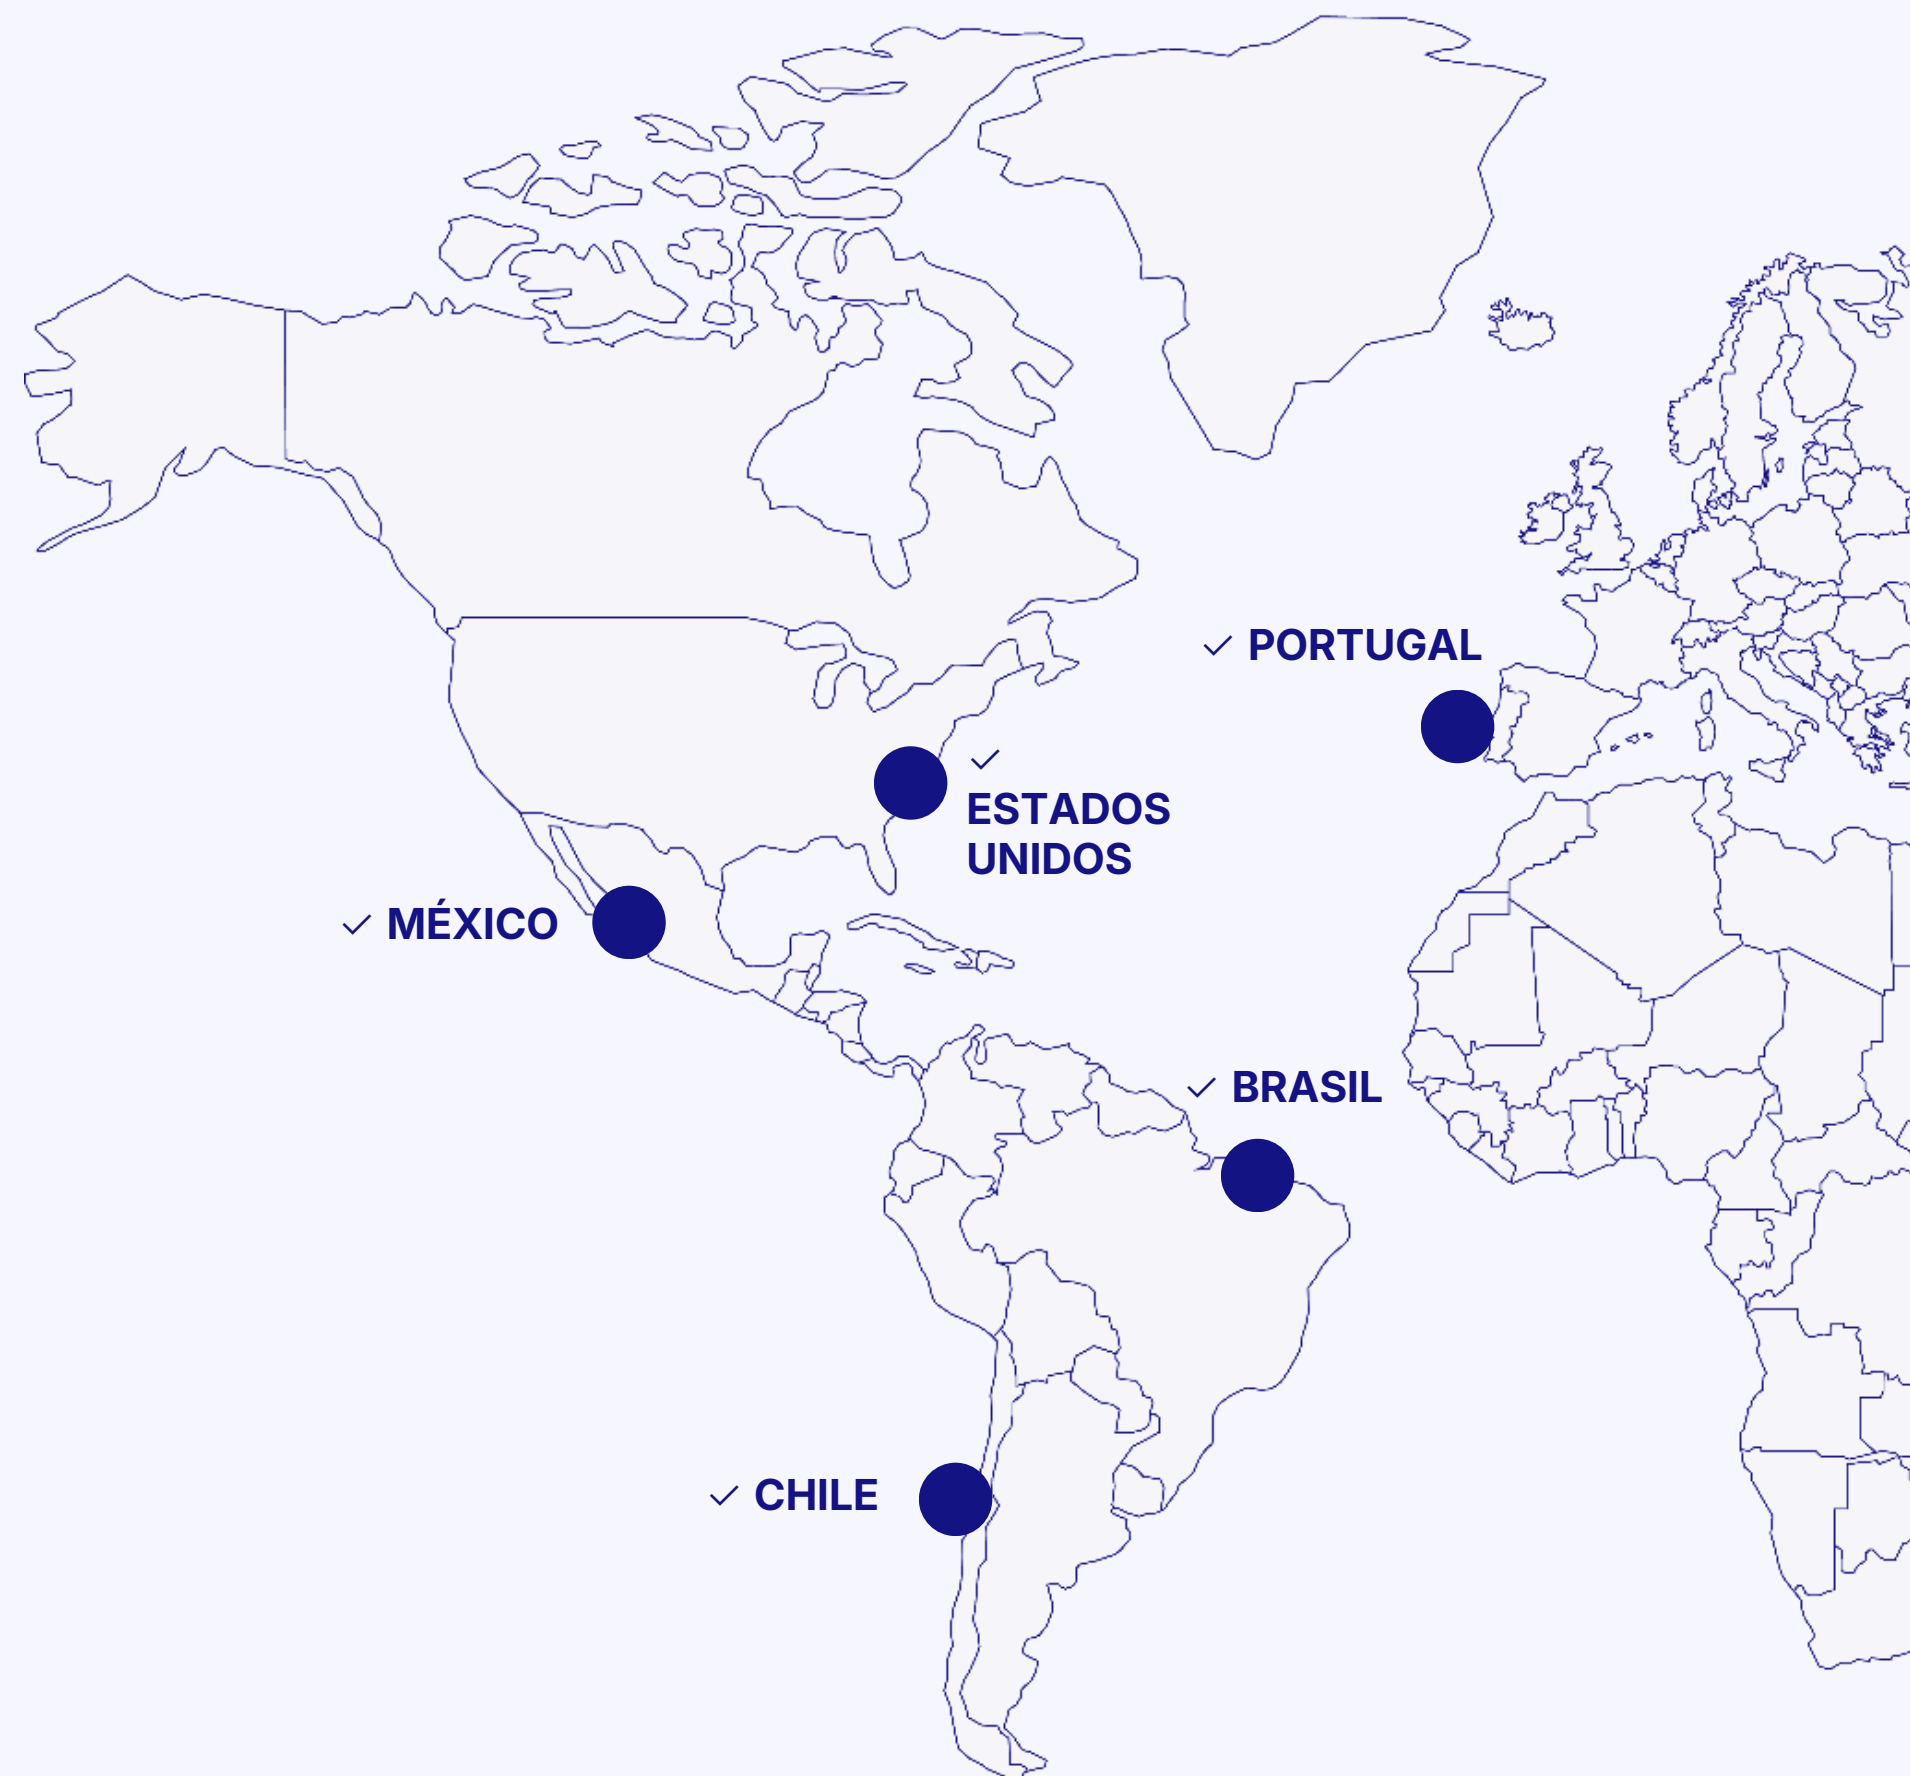 ✓ PORTUGAL
✓
ESTADOS
UNIDOS
✓ MÉXICO
✓ BRASIL
✓ CHILE